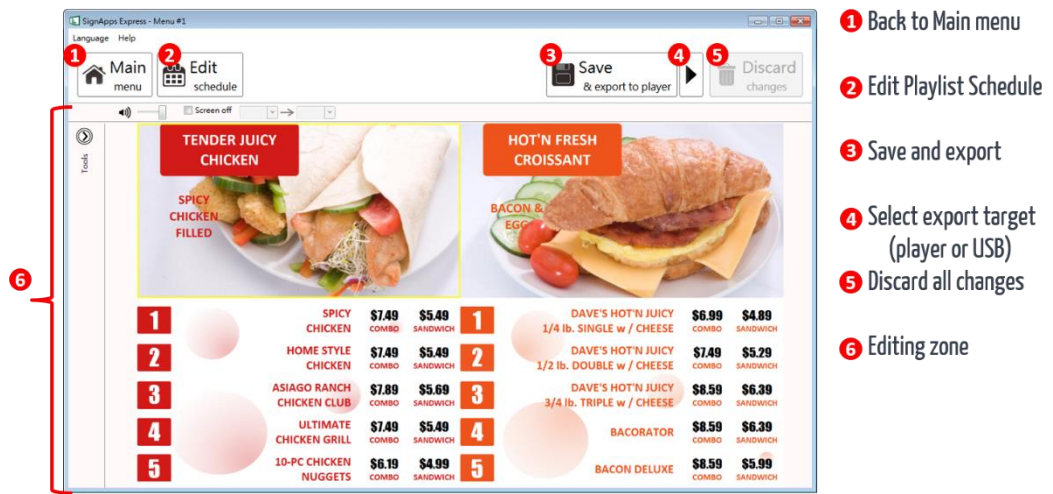 SignApps Express - Menu #1
Language Help
1 Main menu
2 Edit schedule
3 Save & export to player
4
5 Discard changes
Screen off
Tools
6
TENDER JUICY
CHICKEN
SPICY
CHICKEN
FILLED
HOT'N FRESH
CROISSANT
BACON &
EGG
1 SPICY CHICKEN $7.49 COMBO $5.49 SANDWICH
2 HOME STYLE CHICKEN $7.49 COMBO $5.49 SANDWICH
3 ASIAGO RANCH CHICKEN CLUB $7.89 COMBO $5.69 SANDWICH
4 ULTIMATE CHICKEN GRILL $7.49 COMBO $5.49 SANDWICH
5 10-PC CHICKEN NUGGETS $6.19 COMBO $4.99 SANDWICH
1 DAVE'S HOT'N JUICY 1/4 lb. SINGLE w / CHEESE $6.99 COMBO $4.89 SANDWICH
2 DAVE'S HOT'N JUICY 1/2 lb. DOUBLE w / CHEESE $7.49 COMBO $5.29 SANDWICH
3 DAVE'S HOT'N JUICY 3/4 lb. TRIPLE w / CHEESE $8.59 COMBO $6.39 SANDWICH
4 BACORATOR $8.59 COMBO $6.39 SANDWICH
5 BACON DELUXE $8.59 COMBO $5.99 SANDWICH
1 Back to Main menu
2 Edit Playlist Schedule
3 Save and export
4 Select export target
(player or USB)
5 Discard all changes
6 Editing zone